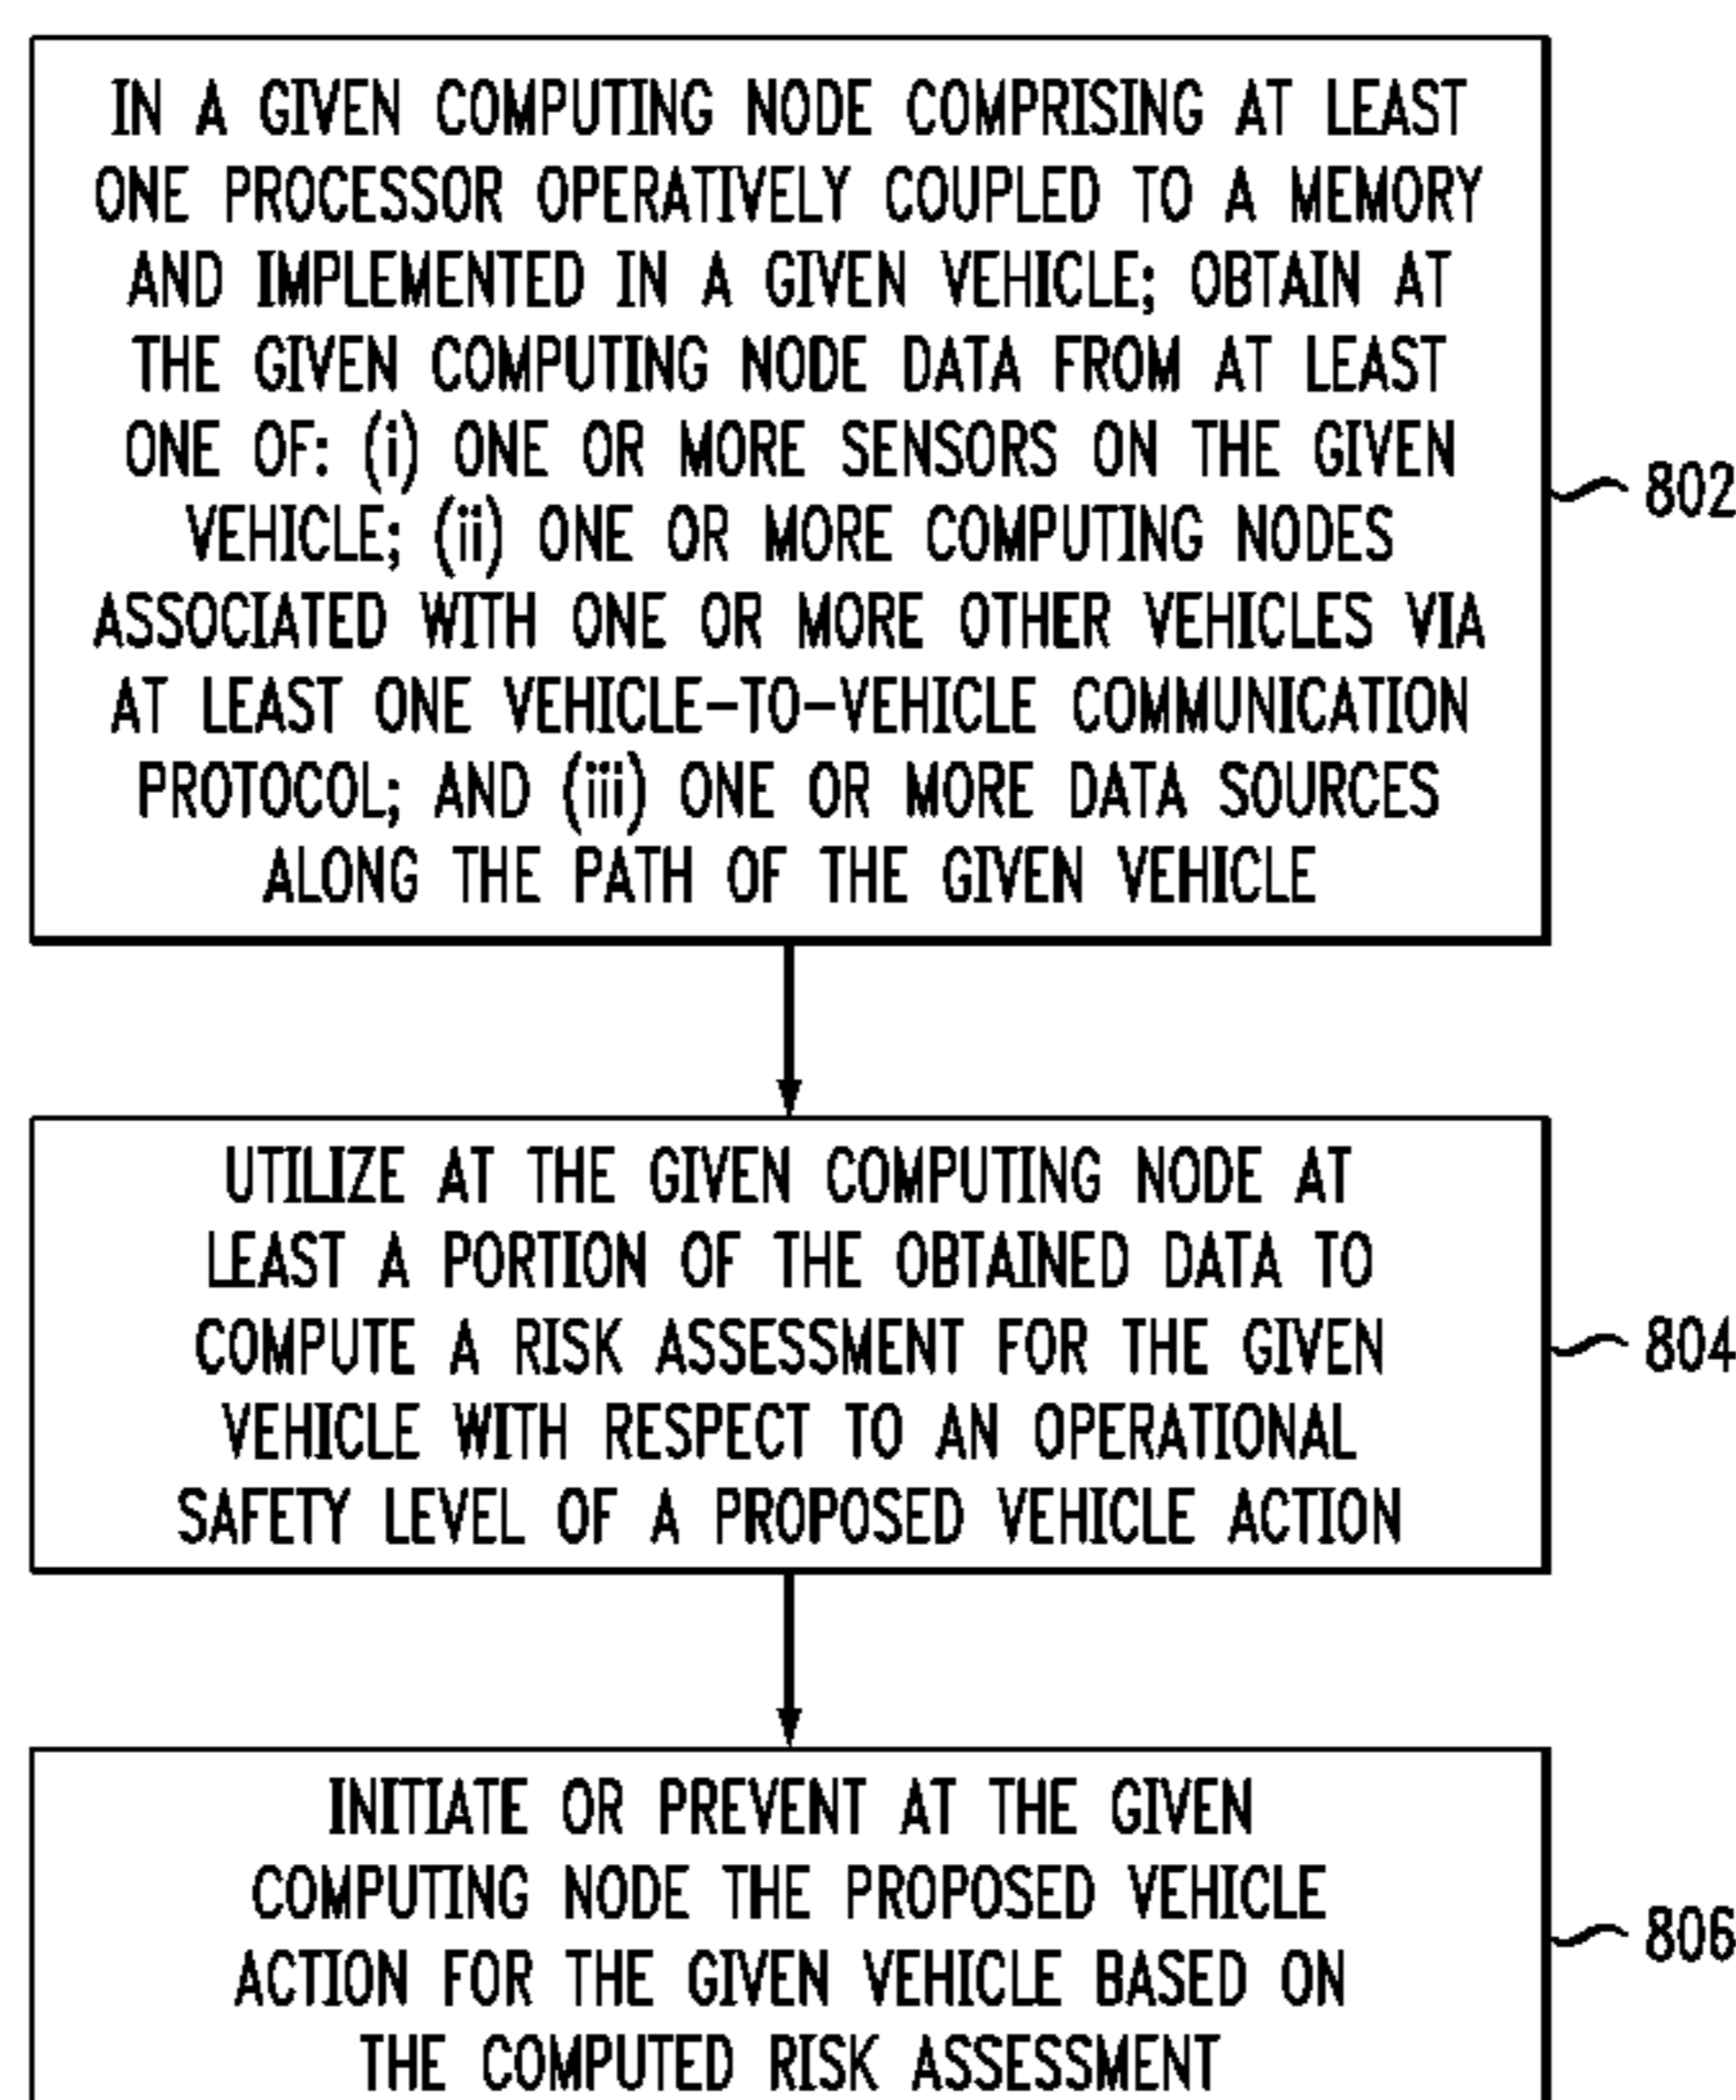 IN A GIVEN COMPUTING NODE COMPRISING AT LEAST
ONE PROCESSOR OPERATIVELY COUPLED TO A MEMORY
AND IMPLEMENTED IN A GIVEN VEHICLE; OBTAIN AT
THE GIVEN COMPUTING NODE DATA FROM AT LEAST
ONE OF: (i) ONE OR MORE SENSORS ON THE GIVEN
VEHICLE; (ii) ONE OR MORE COMPUTING NODES
ASSOCIATED WITH ONE OR MORE OTHER VEHICLES VIA
AT LEAST ONE VEHICLE-TO-VEHICLE COMMUNICATION
PROTOCOL; AND (iii) ONE OR MORE DATA SOURCES
ALONG THE PATH OF THE GIVEN VEHICLE
802
UTILIZE AT THE GIVEN COMPUTING NODE AT
LEAST A PORTION OF THE OBTAINED DATA TO
COMPUTE A RISK ASSESSMENT FOR THE GIVEN
VEHICLE WITH RESPECT TO AN OPERATIONAL
SAFETY LEVEL OF A PROPOSED VEHICLE ACTION
804
INITIATE OR PREVENT AT THE GIVEN
COMPUTING NODE THE PROPOSED VEHICLE
ACTION FOR THE GIVEN VEHICLE BASED ON
THE COMPUTED RISK ASSESSMENT
806